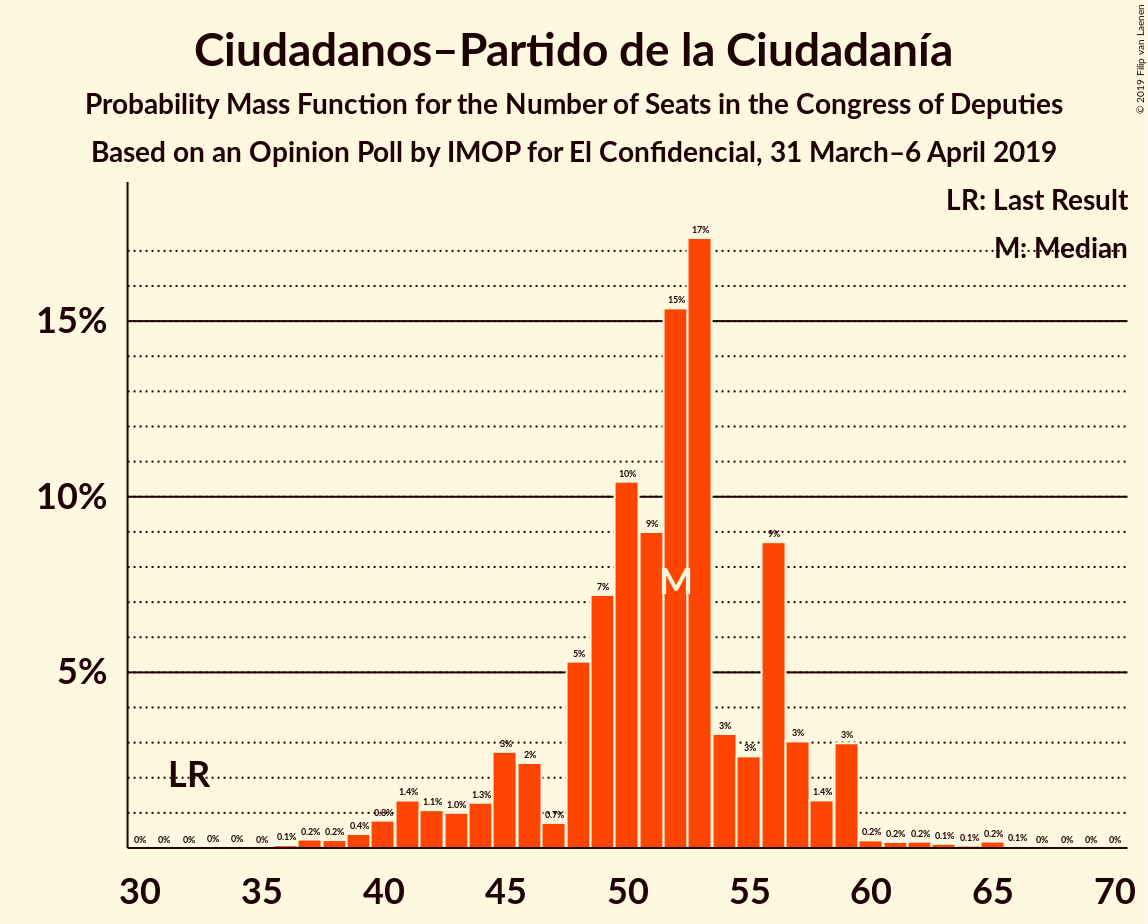 Ciudadanos–Partido de la Ciudadanía
Probability Mass Function for the Number of Seats in the Congress of Deputies
Based on an Opinion Poll by IMOP for El Confidencial, 31 March–6 April 2019
© 2019 Filip van Laenen
LR: Last Result
M: Median
15%
10%
5%
LR
M
0% 0% 0% 0% 0% 0% 0.1% 0.2% 0.2% 0.4% 0.8% 1.4% 1.1% 1.0% 1.3% 3% 2% 0.7% 5% 7% 10% 9% 15% 17% 3% 3% 9% 3% 1.4% 3% 0.2% 0.2% 0.2% 0.1% 0.1% 0.2% 0.1% 0% 0% 0% 0%
30 35 40 45 50 55 60 65 70